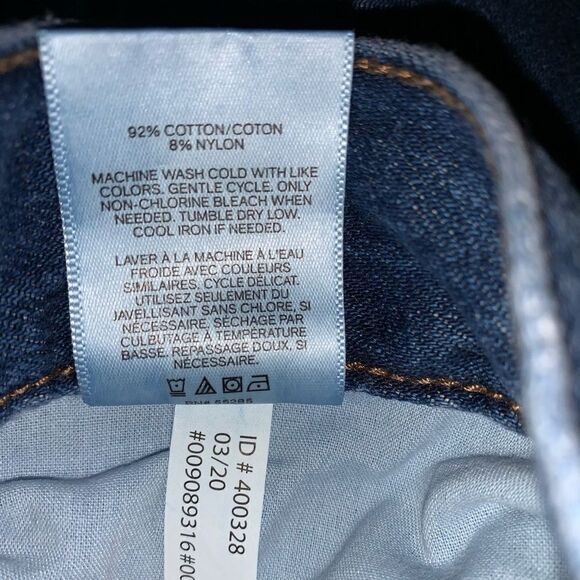 92% COTTON/COTON
8% NYLON
MACHINE WASH COLD WITH LIKE
COLORS. GENTLE CYCLE. ONLY
NON-CHLORINE BLEACH WHEN
NEEDED. TUMBLE DRY LOW.
COOL IRON IF NEEDED.
LAVER À LA MACHINE À L'EAU
FROIDE AVEC COULEURS
SIMILAIRES. CYCLE DÉLICAT.
UTILISEZ SEULEMENT DU
JAVELLISANT SANS CHLORE, SI
NÉCESSAIRE. SÉCHAGE PAR
CULBUTAGE À TEMPÉRATURE
BASSE. REPASSAGE DOUX. SI
NÉCESSAIRE
RN# 55285
ID # 400328
03/20
#009089316 #00